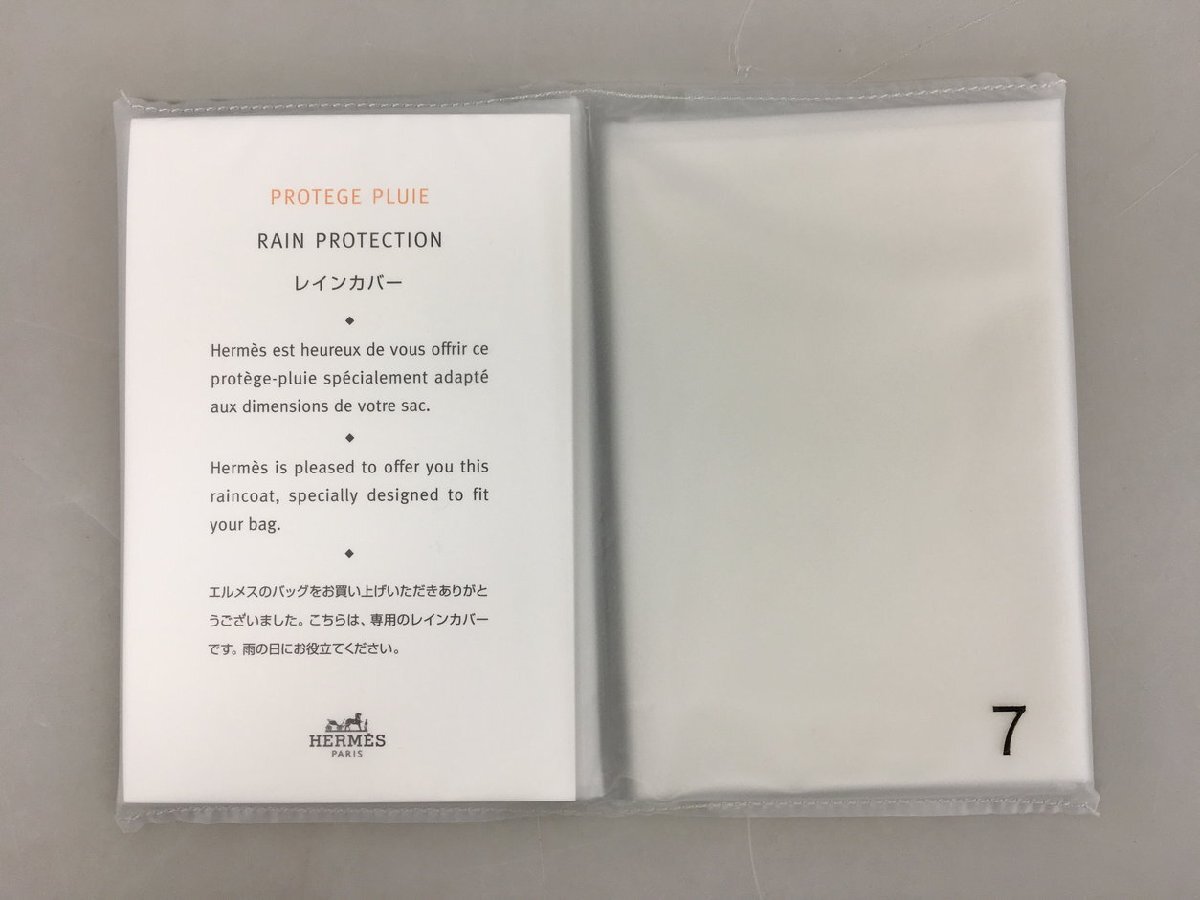 PROTEGE PLUIE
RAIN PROTECTION
レインカバー
Hermès est heureux de vous offrir ce
protège-pluie spécialement adapté
aux dimensions de votre sac.
Hermès is pleased to offer you this
raincoat, specially designed to fit
your bag.
エルメスのバッグをお買い上げいただきありがと
うございました。こちらは、専用のレインカバー
です。雨の日にお役立てください。
HERMÈS
PARIS
7